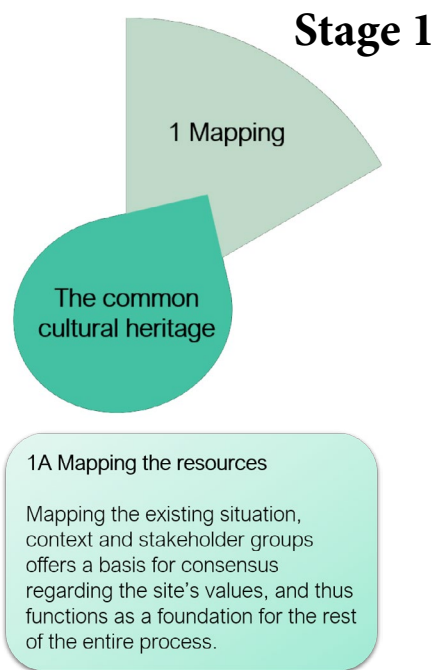 Stage 1
1 Mapping
The common
cultural heritage
1A Mapping the resources
Mapping the existing situation,
context and stakeholder groups
offers a basis for consensus
regarding the site's values, and thus
functions as a foundation for the rest
of the entire process.